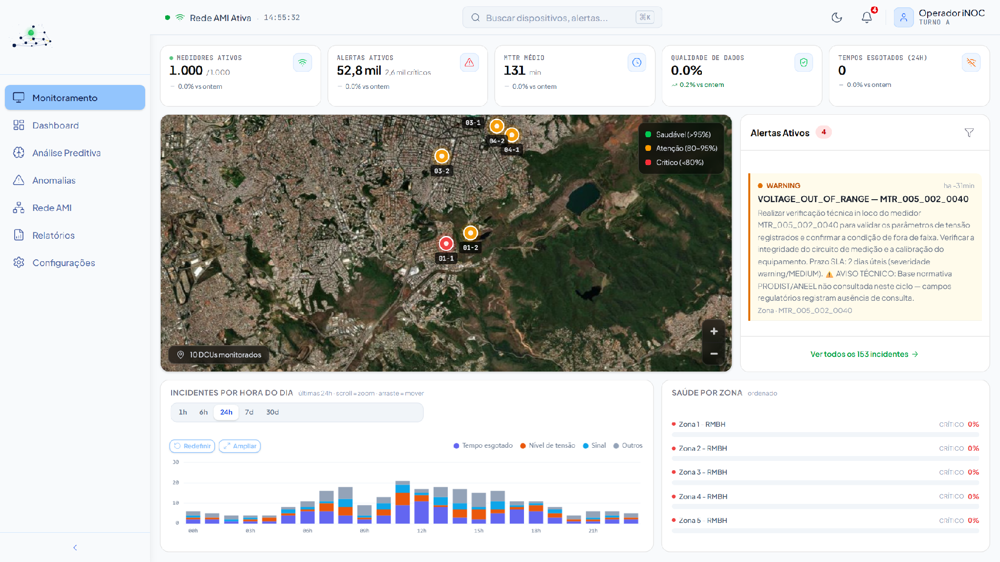 Rede AMI Ativa · 14:55:32
Buscar dispositivos, alertas...
⌘K
4
Operador iNOC
TURNO A
Monitoramento
Dashboard
Análise Preditiva
Anomalias
Rede AMI
Relatórios
Configurações
MEDIDORES ATIVOS
1.000 /1.000
— 0.0% vs ontem
ALERTAS ATIVOS
52,8 mil 2,6 mil críticos
— 0.0% vs ontem
MTTR MÉDIO
131 min
— 0.0% vs ontem
QUALIDADE DE DADOS
0.0%
0.2% vs ontem
TEMPOS ESGOTADOS (24H)
0
— 0.0% vs ontem
03-1
04-2
04-1
03-2
01-2
01-1
Saudável (>95%)
Atenção (80–95%)
Crítico (<80%)
10 DCUs monitorados
+
−
Alertas Ativos 4
WARNING ha ~31min
VOLTAGE_OUT_OF_RANGE — MTR_005_002_0040
Realizar verificação técnica in loco do medidor
MTR_005_002_0040 para validar os parâmetros de tensão
registrados e confirmar a condição de fora de faixa. Verificar a
integridade do circuito de medição e a calibração do
equipamento. Prazo SLA: 2 dias úteis (severidade
warning/MEDIUM). ⚠ AVISO TÉCNICO: Base normativa
PRODIST/ANEEL não consultada neste ciclo — campos
regulatórios registram ausência de consulta.
Zona · MTR_005_002_0040
Ver todos os 153 incidentes →
INCIDENTES POR HORA DO DIA últimas 24h · scroll = zoom · arraste = mover
1h 6h 24h 7d 30d
Redefinir
Ampliar
Tempo esgotado Nível de tensão Sinal Outros
30
20
10
0
00h 03h 06h 09h 12h 15h 18h 21h
SAÚDE POR ZONA ordenado
Zona 1 - RMBH CRÍTICO 0%
Zona 2 - RMBH CRÍTICO 0%
Zona 3 - RMBH CRÍTICO 0%
Zona 4 - RMBH CRÍTICO 0%
Zona 5 - RMBH CRÍTICO 0%